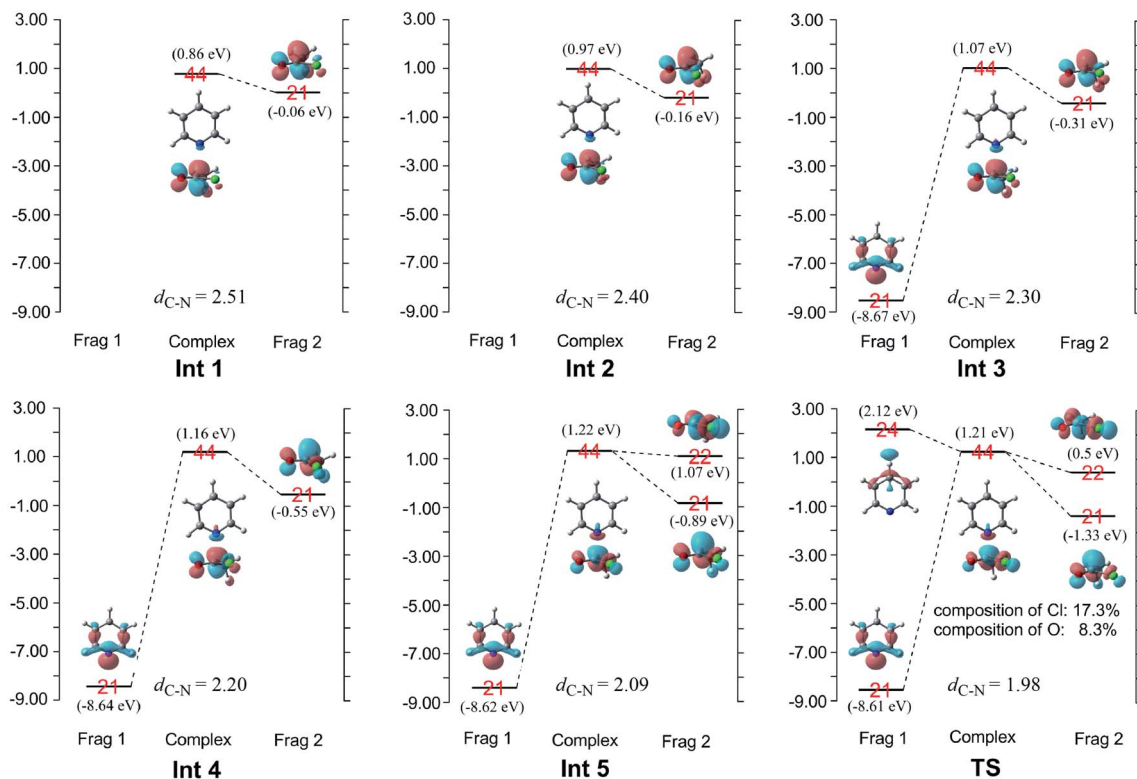 3.00
1.00
-1.00
-3.00
-5.00
-7.00
-9.00
(0.86 eV)
44
21
(-0.06 eV)
d C-N = 2.51
Frag 1 Complex Frag 2
Int 1
3.00
1.00
-1.00
-3.00
-5.00
-7.00
-9.00
(0.97 eV)
44
21
(-0.16 eV)
d C-N = 2.40
Frag 1 Complex Frag 2
Int 2
3.00
1.00
-1.00
-3.00
-5.00
-7.00
-9.00
(1.07 eV)
44
21
(-0.31 eV)
21
(-8.67 eV)
d C-N = 2.30
Frag 1 Complex Frag 2
Int 3
3.00
1.00
-1.00
-3.00
-5.00
-7.00
-9.00
(1.16 eV)
44
21
(-0.55 eV)
21
(-8.64 eV)
d C-N = 2.20
Frag 1 Complex Frag 2
Int 4
3.00
1.00
-1.00
-3.00
-5.00
-7.00
-9.00
(1.22 eV)
44
22
(1.07 eV)
21
(-0.89 eV)
21
(-8.62 eV)
d C-N = 2.09
Frag 1 Complex Frag 2
Int 5
3.00
1.00
-1.00
-3.00
-5.00
-7.00
-9.00
(2.12 eV)
24
(1.21 eV)
44
(0.5 eV)
22
21
(-1.33 eV)
composition of Cl: 17.3%
composition of O: 8.3%
21
(-8.61 eV)
d C-N = 1.98
Frag 1 Complex Frag 2
TS